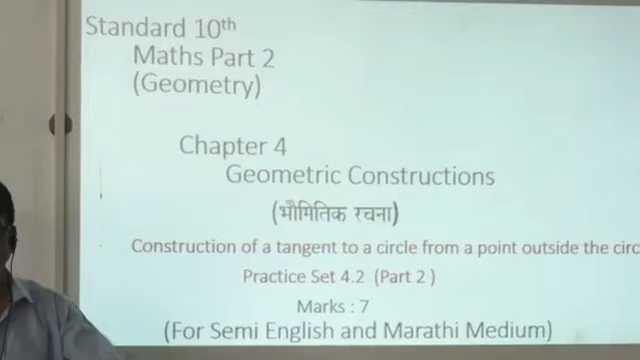 Standard 10th
Maths Part 2
(Geometry)
Chapter 4
Geometric Constructions
(भौमितिक रचना)
Construction of a tangent to a circle from a point outside the circ
Practice Set 4.2 (Part 2 )
Marks : 7
(For Semi English and Marathi Medium)